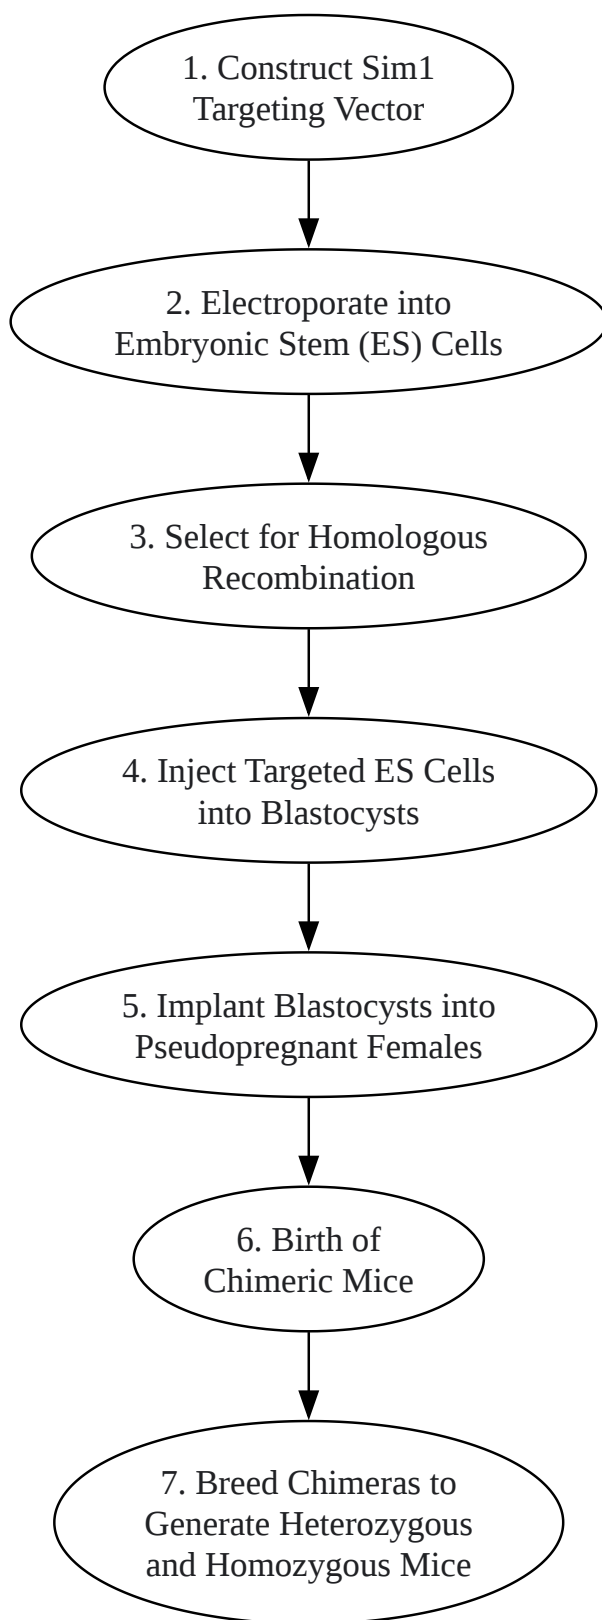 1. Construct Sim1
Targeting Vector
2. Electroporate into
Embryonic Stem (ES) Cells
3. Select for Homologous
Recombination
4. Inject Targeted ES Cells
into Blastocysts
5. Implant Blastocysts into
Pseudopregnant Females
6. Birth of
Chimeric Mice
7. Breed Chimeras to
Generate Heterozygous
and Homozygous Mice